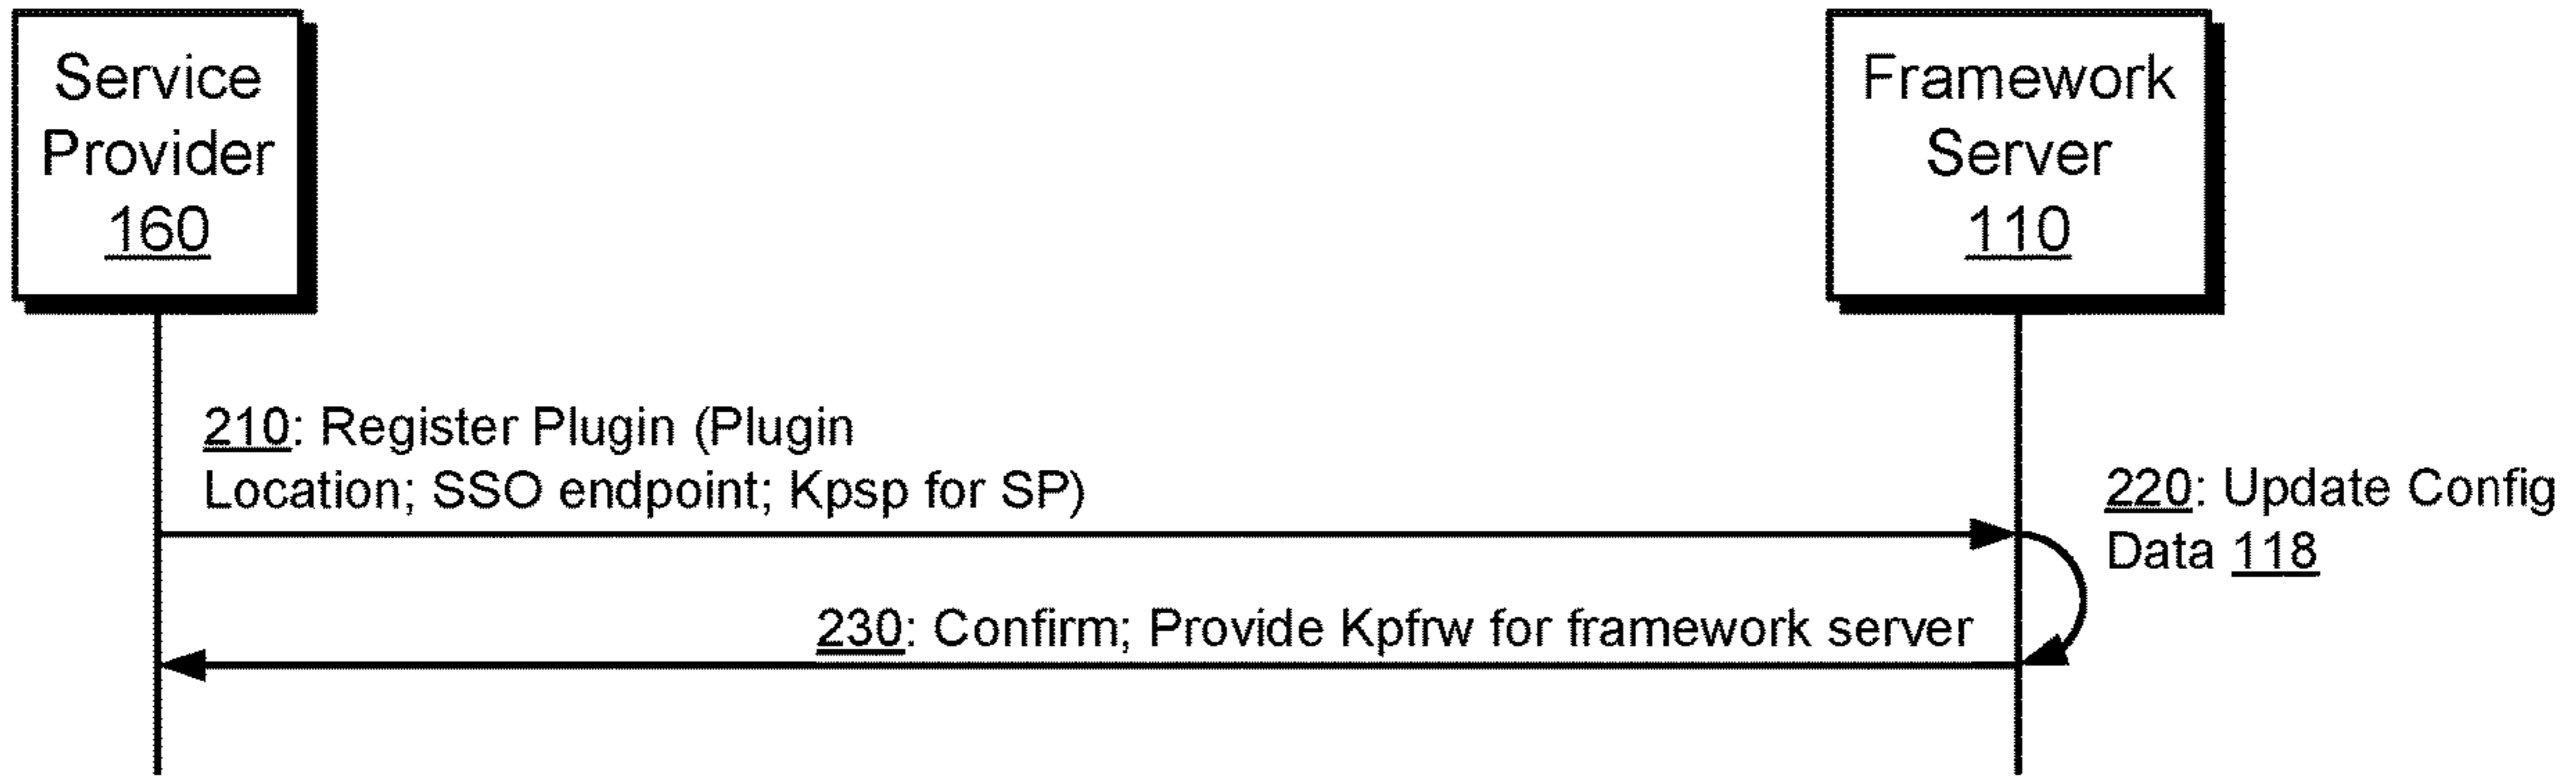 Service
Provider
160
Framework
Server
110
210: Register Plugin (Plugin
Location; SSO endpoint; Kpsp for SP)
220: Update Config
Data 118
230: Confirm; Provide Kpfrw for framework server